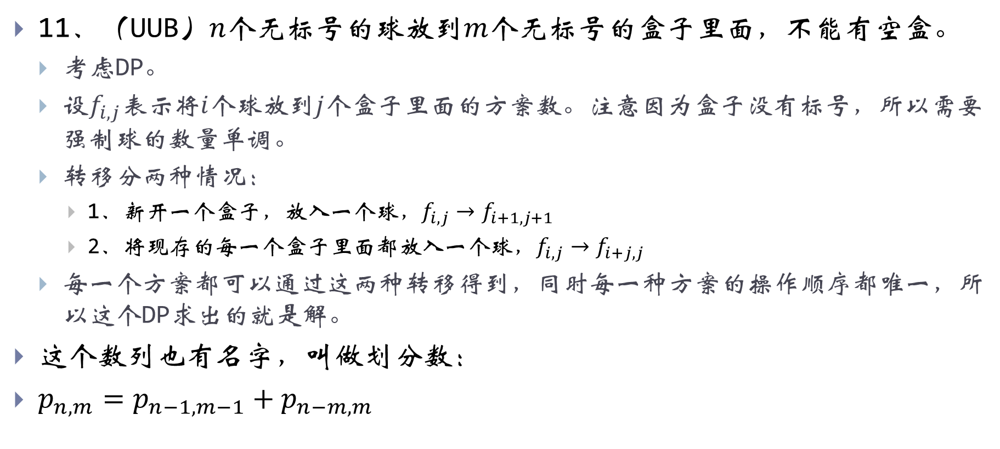 11、（UUB）n个无标号的球放到m个无标号的盒子里面，不能有空盒。
考虑DP。
设f_{i,j}表示将i个球放到j个盒子里面的方案数。注意因为盒子没有标号，所以需要
强制球的数量单调。
转移分两种情况：
1、新开一个盒子，放入一个球，f_{i,j} → f_{i+1,j+1}
2、将现存的每一个盒子里面都放入一个球，f_{i,j} → f_{i+j,j}
每一个方案都可以通过这两种转移得到，同时每一种方案的操作顺序都唯一，所
以这个DP求出的就是解。
这个数列也有名字，叫做划分数：
p_{n,m} = p_{n−1,m−1} + p_{n−m,m}